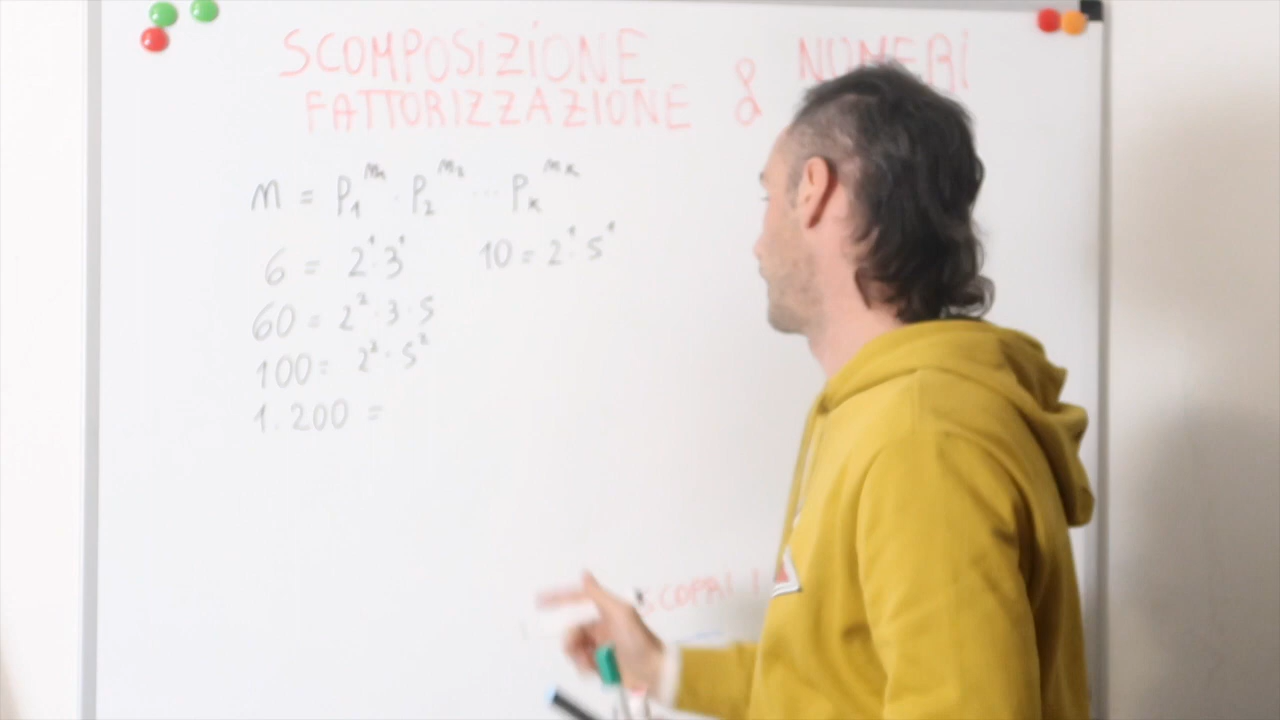 SCOMPOSIZIONE & NUMERI
FATTORIZZAZIONE
m = P₁^m₁ · P₂^m₂ ... Pₖ^mₖ
6 = 2¹·3¹ 10 = 2¹·5¹
60 = 2²·3·5
100 = 2²·5²
1.200 =
SCOPRI